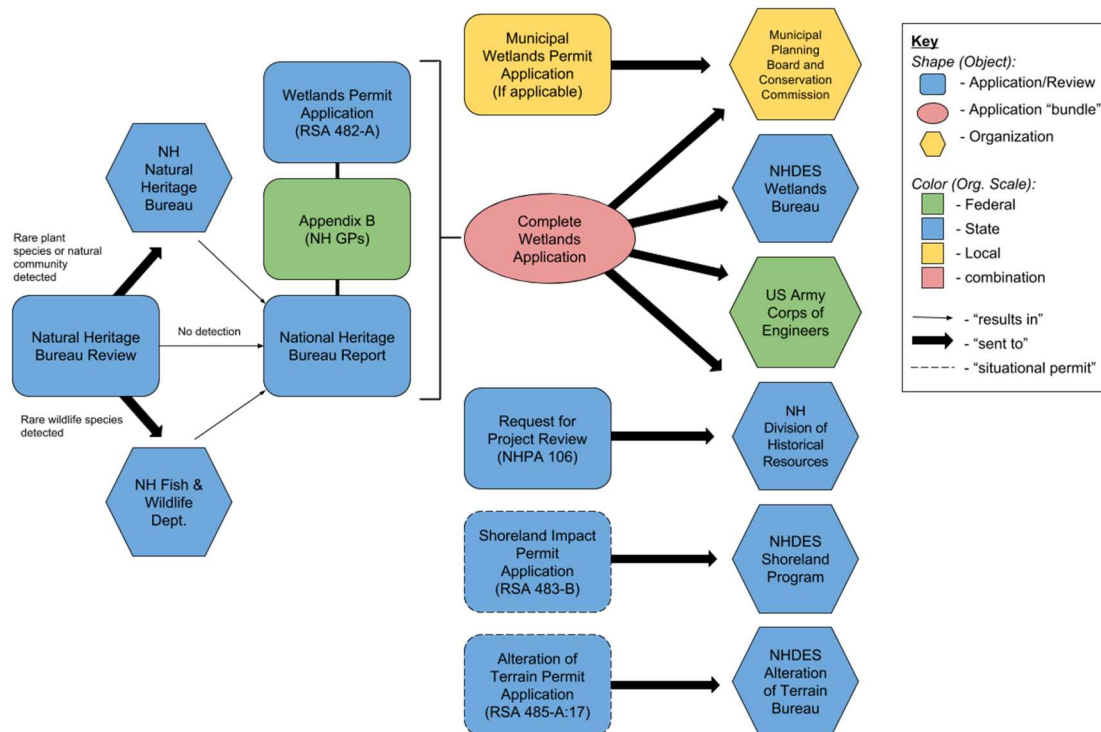 Municipal
Wetlands Permit
Application
(If applicable)
Municipal
Planning
Board and
Conservation
Commission
Wetlands Permit
Application
(RSA 482-A)
NH
Natural
Heritage
Bureau
Appendix B
(NH GPs)
Rare plant
species or natural
community
detected
Natural Heritage
Bureau Review
No detection
National Heritage
Bureau Report
Rare wildlife species
detected
NH Fish &
Wildlife
Dept.
Complete
Wetlands
Application
NHDES
Wetlands
Bureau
US Army
Corps of
Engineers
Request for
Project Review
(NHPA 106)
NH
Division of
Historical
Resources
Shoreland Impact
Permit
Application
(RSA 483-B)
NHDES
Shoreland
Program
Alteration of
Terrain Permit
Application
(RSA 485-A:17)
NHDES
Alteration
of Terrain
Bureau
Key
Shape (Object):
- Application/Review
- Application “bundle”
- Organization
Color (Org. Scale):
- Federal
- State
- Local
- combination
- “results in”
- “sent to”
- “situational permit”